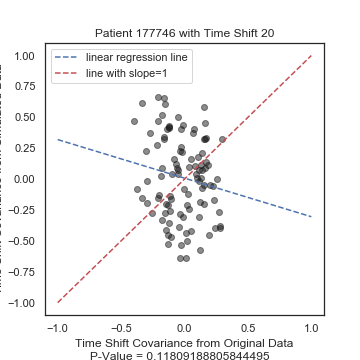 Patient 177746 with Time Shift 20
linear regression line
line with slope=1
1.00
0.75
0.50
0.25
0.00
−0.25
−0.50
−0.75
−1.00
−1.0
−0.5
0.0
0.5
1.0
Time Shift Covariance from Original Data
P-Value = 0.11809188805844495